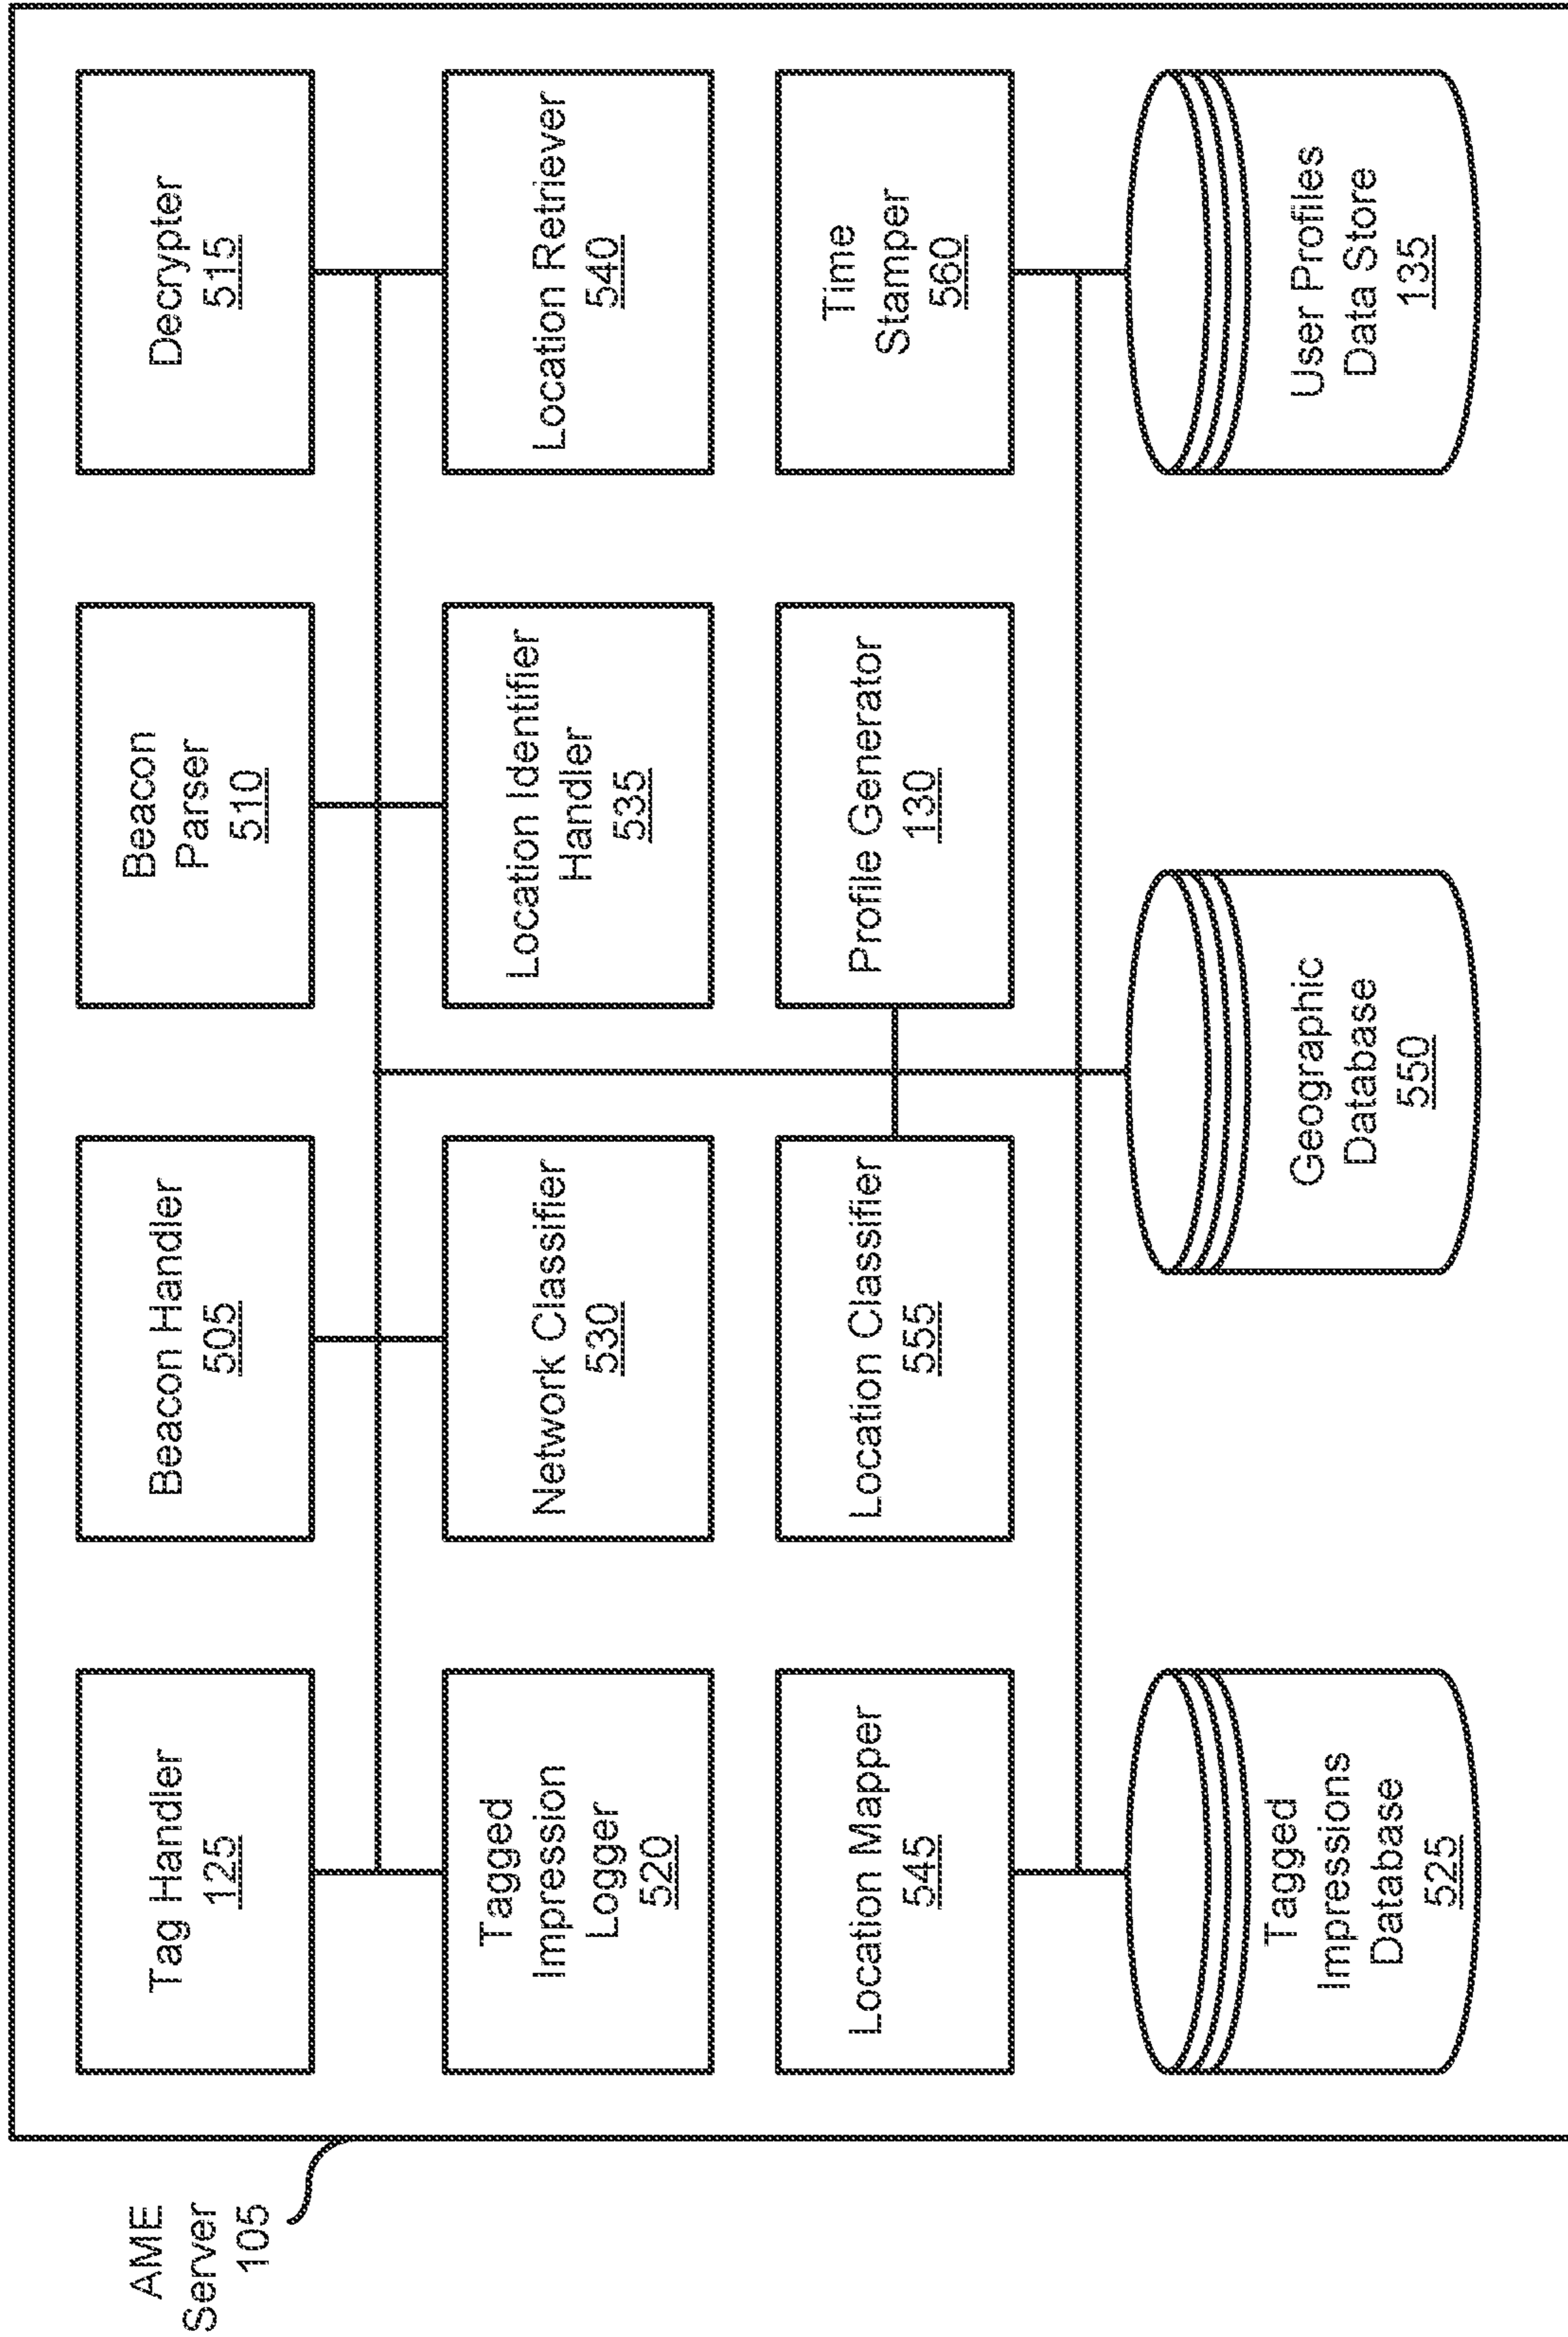 AME
Server
105
Tag Handler
125
Beacon Handler
505
Beacon
Parser
510
Decrypter
515
Tagged
Impression
Logger
520
Network Classifier
530
Location Identifier
Handler
535
Location Retriever
540
Location Mapper
545
Location Classifier
555
Profile Generator
130
Time
Stamper
560
Tagged
Impressions
Database
525
Geographic
Database
550
User Profiles
Data Store
135